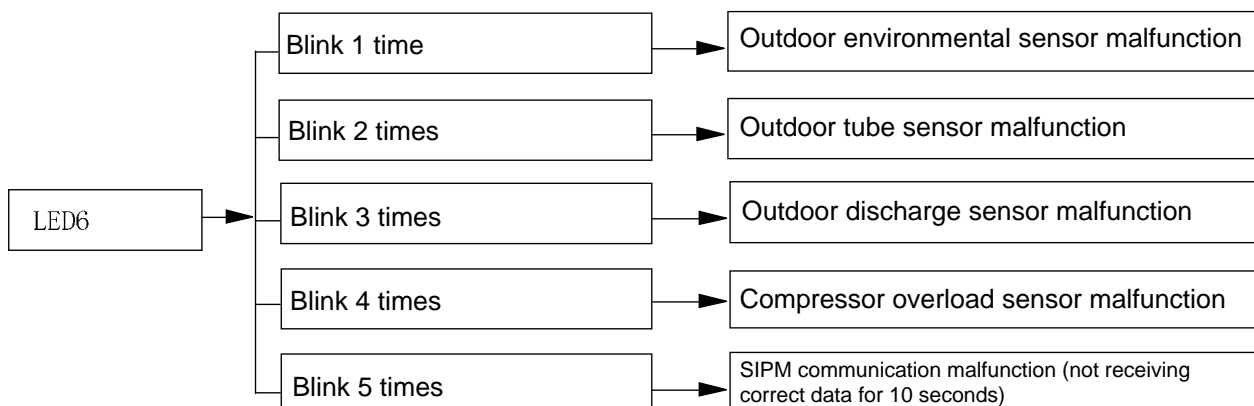 Blink 1 time
Outdoor environmental sensor malfunction
Blink 2 times
Outdoor tube sensor malfunction
LED6
Blink 3 times
Outdoor discharge sensor malfunction
Blink 4 times
Compressor overload sensor malfunction
Blink 5 times
SIPM communication malfunction (not receiving
correct data for 10 seconds)